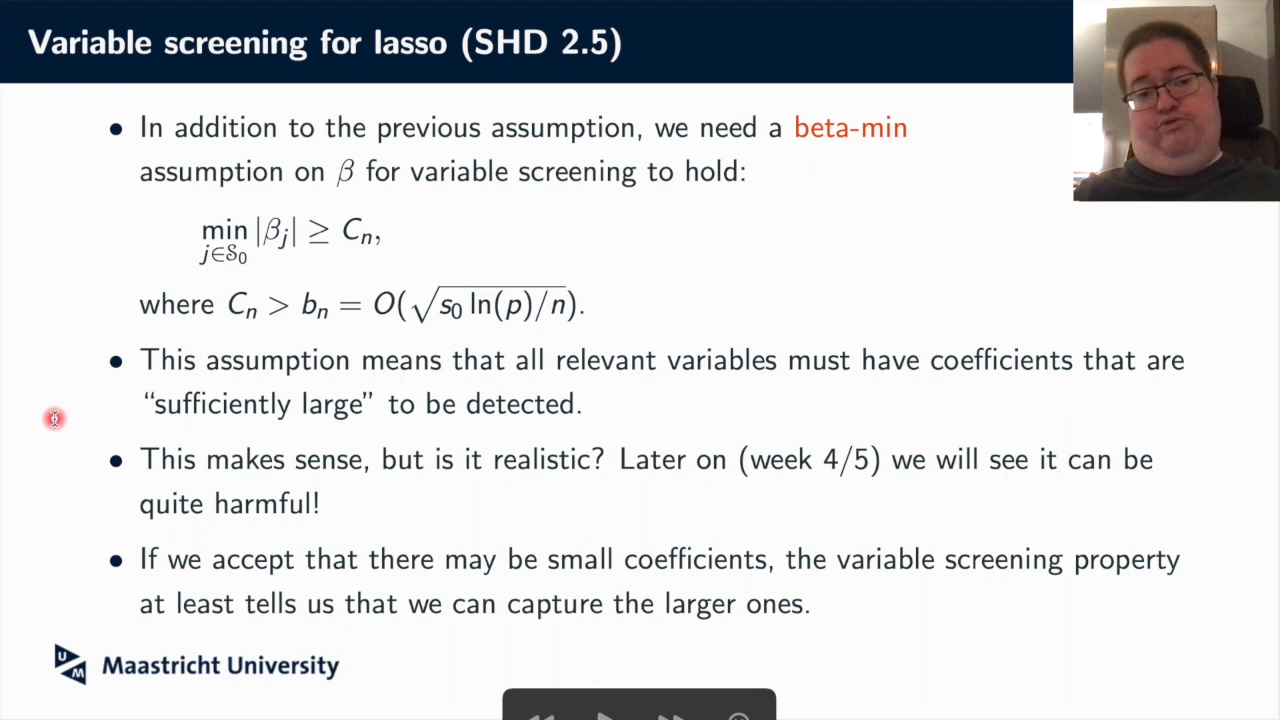 Variable screening for lasso (SHD 2.5)
• In addition to the previous assumption, we need a beta-min
assumption on β for variable screening to hold:
min |βj| ≥ Cn,
j∈S0
where Cn > bn = O(√s0 ln(p)/n).
• This assumption means that all relevant variables must have coefficients that are
“sufficiently large” to be detected.
• This makes sense, but is it realistic? Later on (week 4/5) we will see it can be
quite harmful!
• If we accept that there may be small coefficients, the variable screening property
at least tells us that we can capture the larger ones.
UM Maastricht University